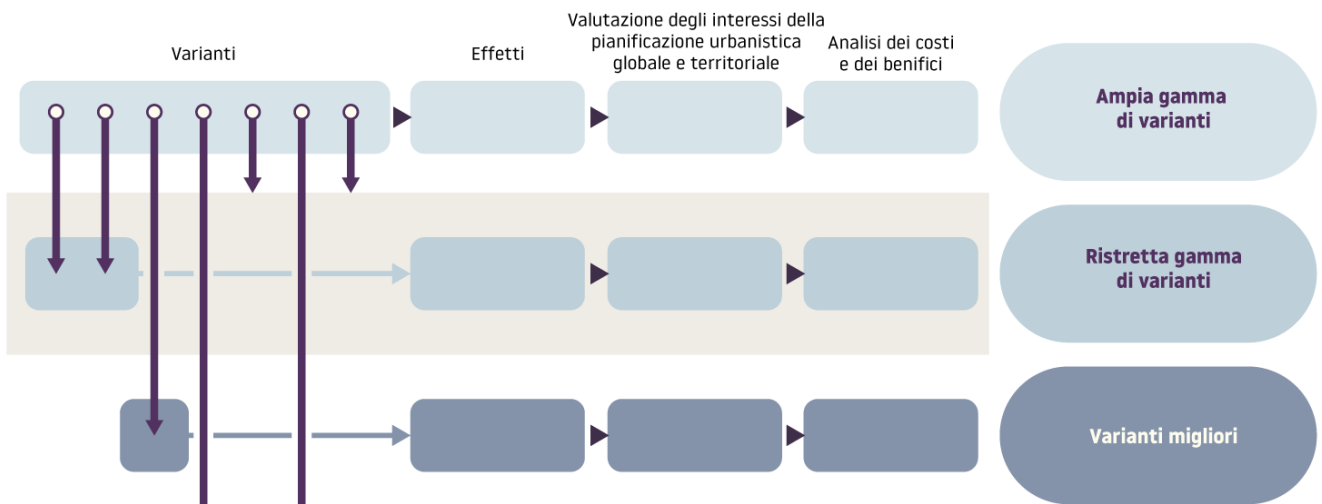 Varianti
Effetti
Valutazione degli interessi della
pianificazione urbanistica
globale e territoriale
Analisi dei costi
e dei benifici
Ampia gamma
di varianti
Ristretta gamma
di varianti
Varianti migliori